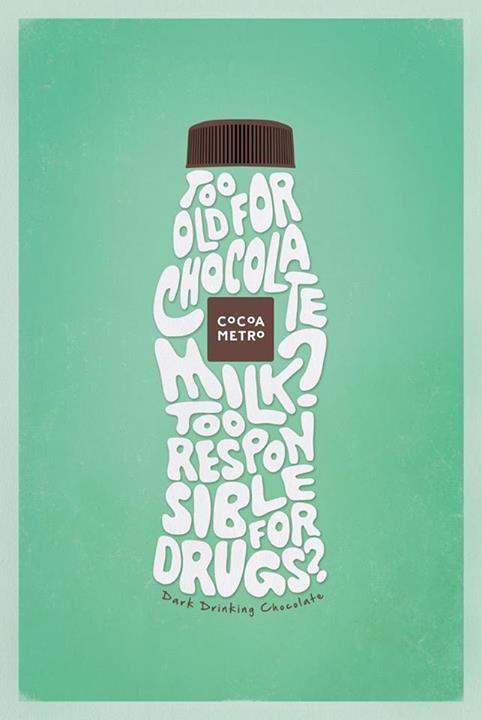 TOO
OLD FOR
CHOCOLATE
COCOA
METRO
MILK?
TOO
RESPON
SIBLE
FOR
DRUGS?
Dark Drinking Chocolate